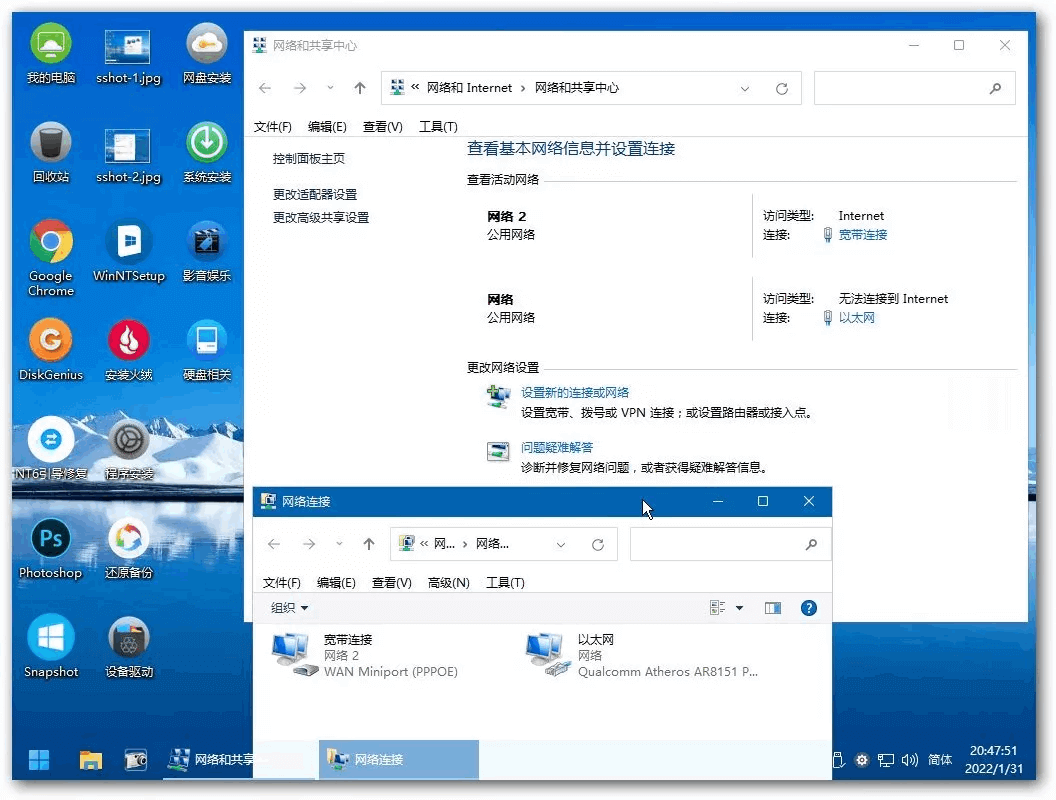 我的电脑
sshot-1.jpg
网盘安装
回收站
sshot-2.jpg
系统安装
Google
Chrome
WinNTSetup
影音娱乐
DiskGenius
安装火绒
硬盘相关
NT6引导修复
程序安装
Ps
Photoshop
还原备份
Snapshot
设备驱动
网络和共享中心
« 网络和 Internet › 网络和共享中心
文件(F) 编辑(E) 查看(V) 工具(T)
控制面板主页
更改适配器设置
更改高级共享设置
查看基本网络信息并设置连接
查看活动网络
网络 2
公用网络
访问类型: Internet
连接: 宽带连接
网络
公用网络
访问类型: 无法连接到 Internet
连接: 以太网
更改网络设置
设置新的连接或网络
设置宽带、拨号或 VPN 连接；或设置路由器或接入点。
问题疑难解答
诊断并修复网络问题，或者获得疑难解答信息。
网络连接
« 网... › 网络...
文件(F) 编辑(E) 查看(V) 高级(N) 工具(T)
组织
宽带连接
网络 2
WAN Miniport (PPPOE)
以太网
网络
Qualcomm Atheros AR8151 P...
网络和共享
网络连接
简体
20:47:51
2022/1/31